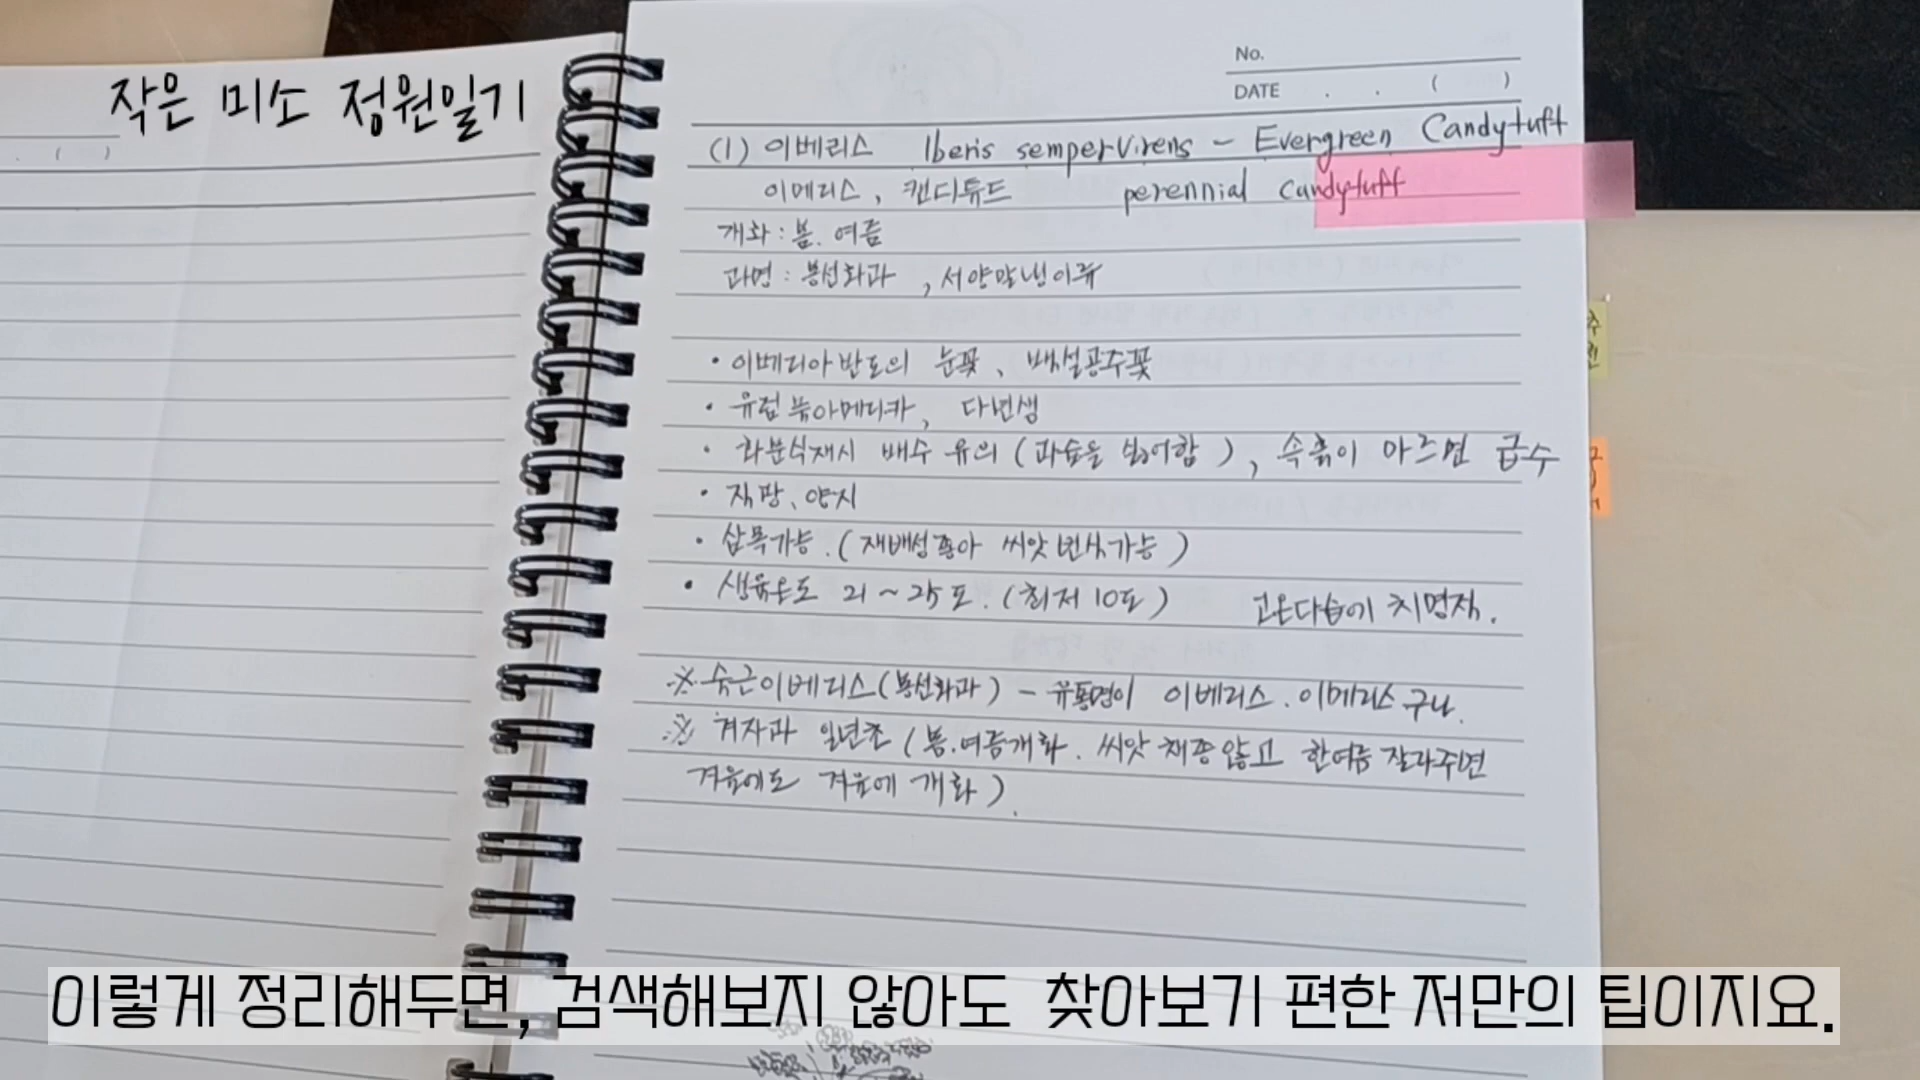 작은 미소 정원일기
No.
DATE . . ( )
. ( )
(1) 이베리스 Iberis sempervirens - Evergreen Candytuft
이메리스, 캔디튜드 perennial candytuft
개화 : 봄. 여름
과명 : 봉선화과 , 서양말냉이류
• 이베리아반도의 눈꽃, 백설공주꽃
• 유럽 북아메리카, 다년생
• 화분식재시 배수 유의 (과습을 싫어함), 속흙이 마르면 급수
• 직광, 양지
• 삽목가능. (재배성좋아 씨앗번식가능)
• 생육온도 21~25도. (최저 10도) 고온다습에 치명적.
※ 숙근이베리스(봉선화과) - 유통명이 이베리스. 이메리스구나.
※ 겨자과 일년초 (봄.여름개화. 씨앗 채종않고 한여름 잘라주면
겨울에도 겨울에 개화).
이렇게 정리해두면, 검색해보지 않아도 찾아보기 편한 저만의 팁이지요.